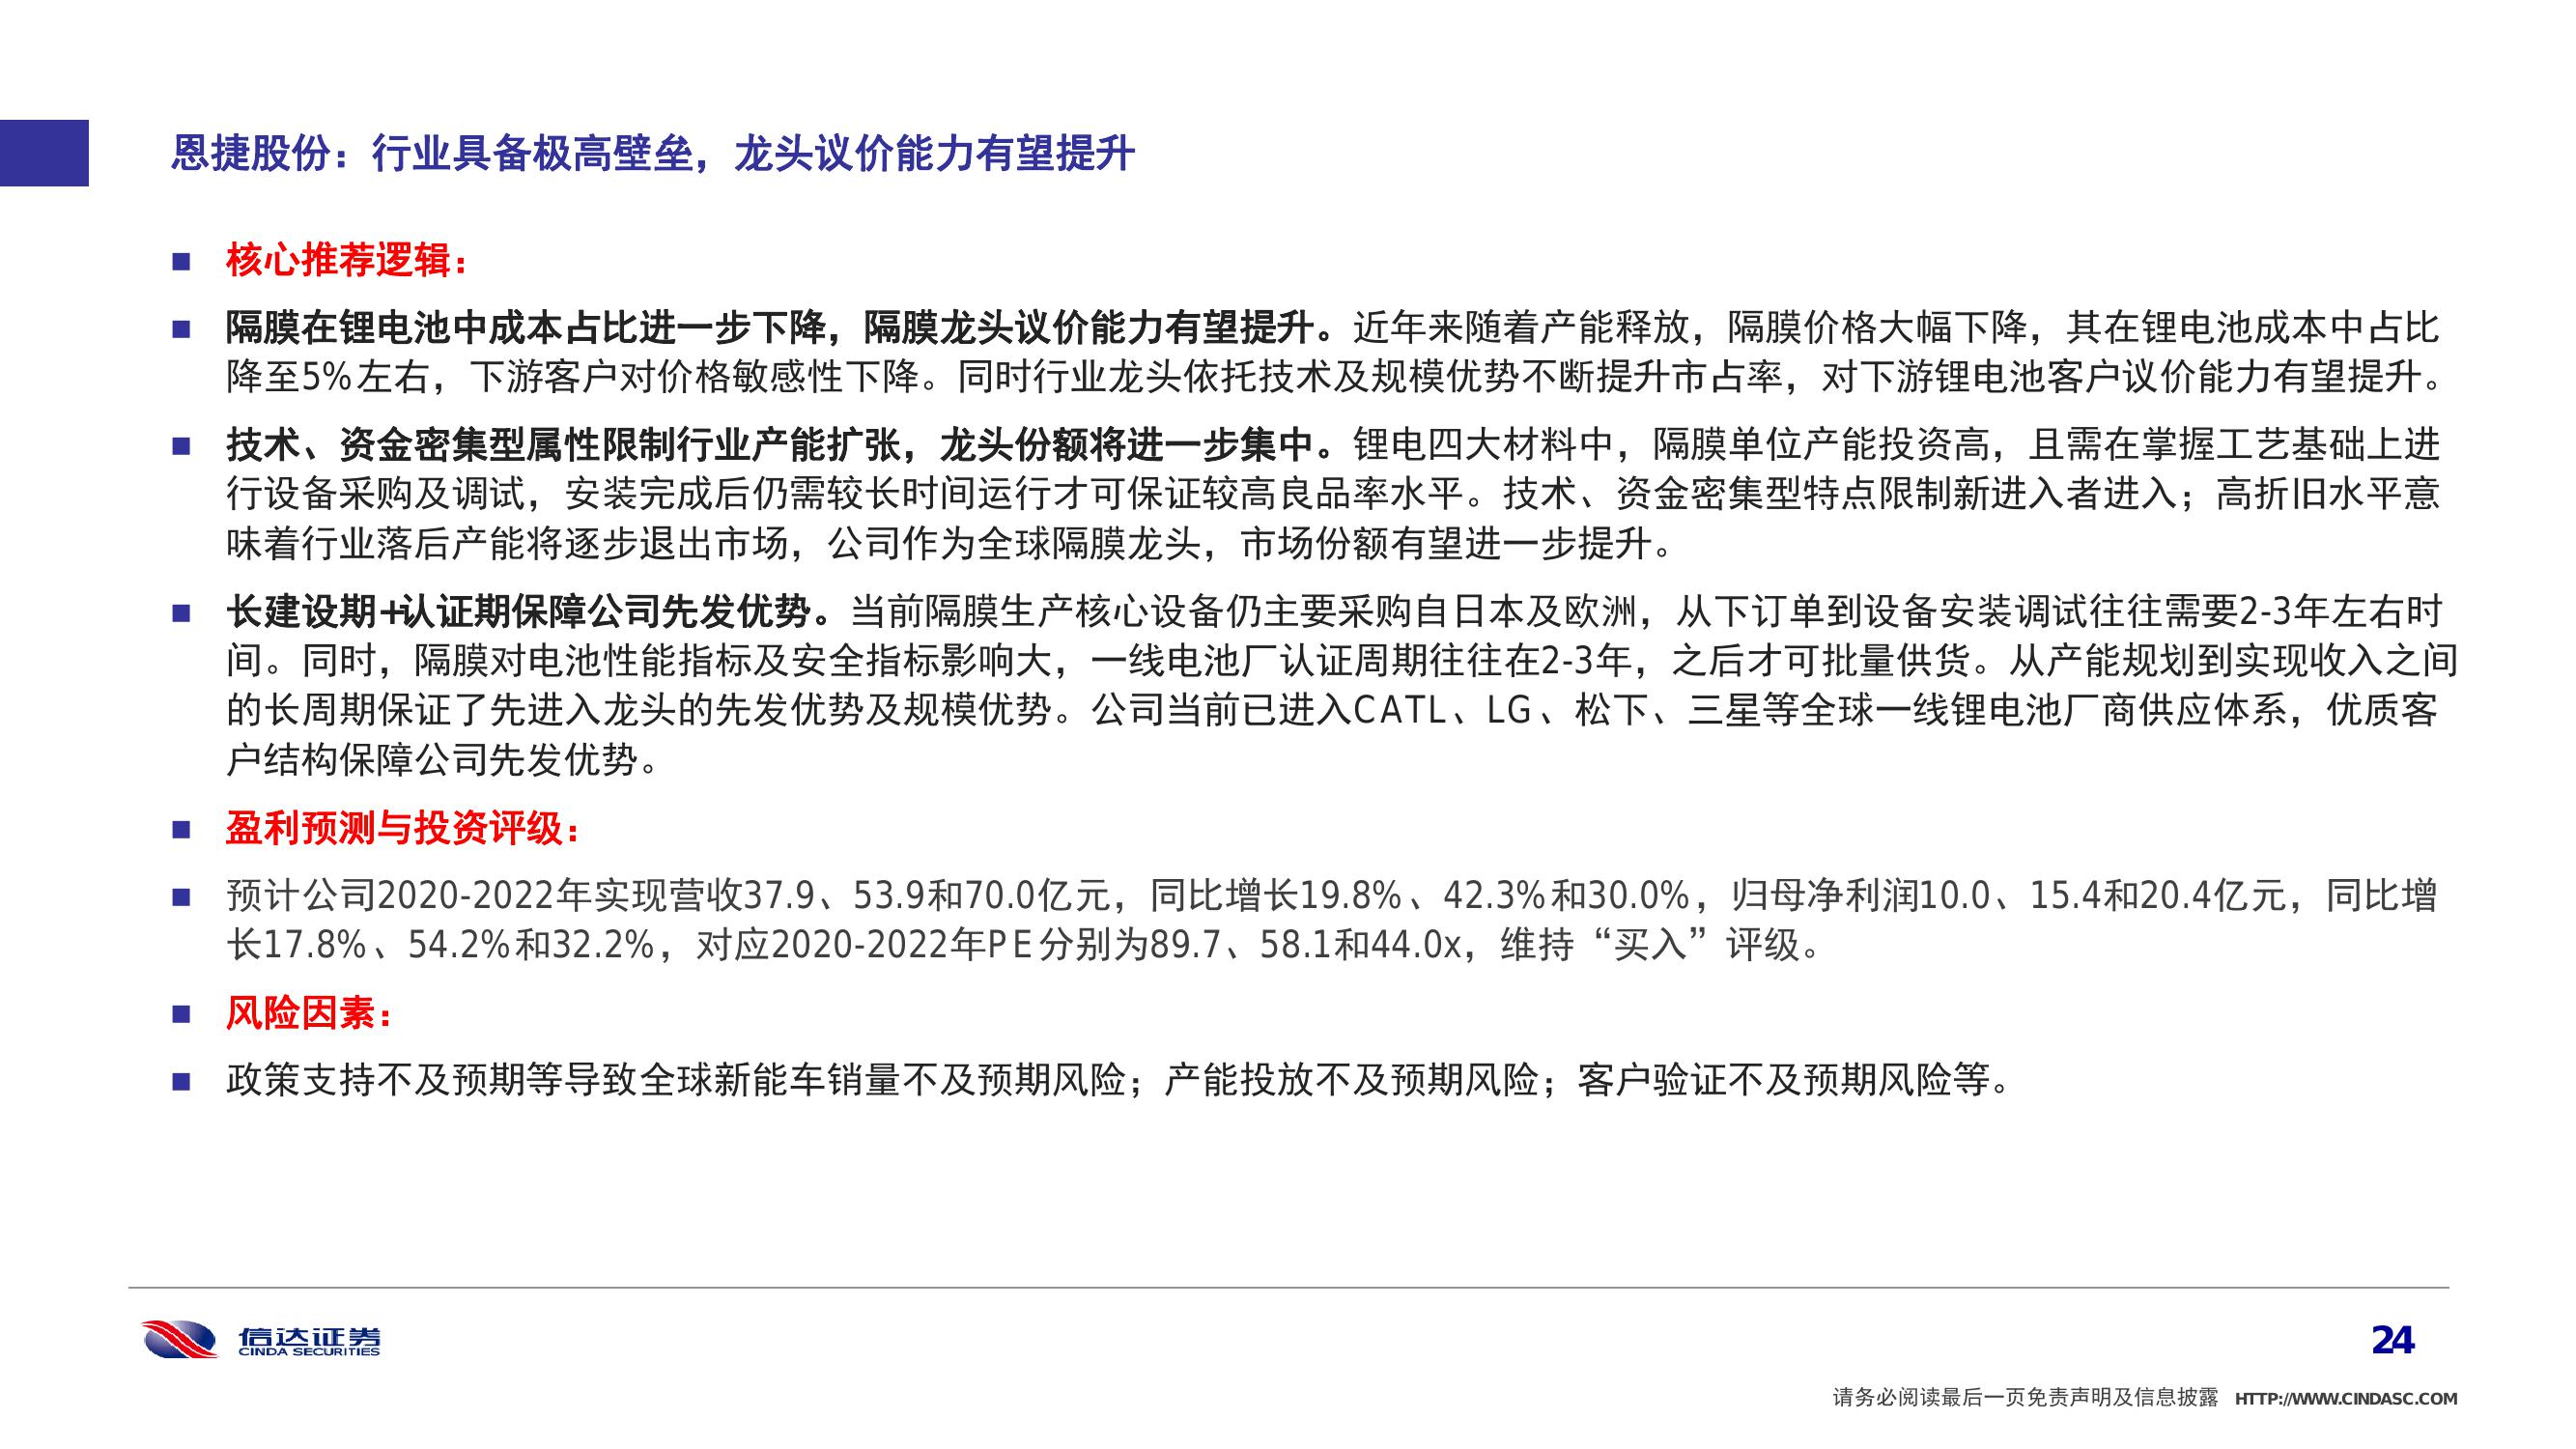 恩捷股份：行业具备极高壁垒，龙头议价能力有望提升
■ 核心推荐逻辑：
■ 隔膜在锂电池中成本占比进一步下降，隔膜龙头议价能力有望提升。近年来随着产能释放，隔膜价格大幅下降，其在锂电池成本中占比
降至5%左右，下游客户对价格敏感性下降。同时行业龙头依托技术及规模优势不断提升市占率，对下游锂电池客户议价能力有望提升。
■ 技术、资金密集型属性限制行业产能扩张，龙头份额将进一步集中。锂电四大材料中，隔膜单位产能投资高，且需在掌握工艺基础上进
行设备采购及调试，安装完成后仍需较长时间运行才可保证较高良品率水平。技术、资金密集型特点限制新进入者进入；高折旧水平意
味着行业落后产能将逐步退出市场，公司作为全球隔膜龙头，市场份额有望进一步提升。
■ 长建设期+认证期保障公司先发优势。当前隔膜生产核心设备仍主要采购自日本及欧洲，从下订单到设备安装调试往往需要2-3年左右时
间。同时，隔膜对电池性能指标及安全指标影响大，一线电池厂认证周期往往在2-3年，之后才可批量供货。从产能规划到实现收入之间
的长周期保证了先进入龙头的先发优势及规模优势。公司当前已进入CATL、LG、松下、三星等全球一线锂电池厂商供应体系，优质客
户结构保障公司先发优势。
■ 盈利预测与投资评级：
■ 预计公司2020-2022年实现营收37.9、53.9和70.0亿元，同比增长19.8%、42.3%和30.0%，归母净利润10.0、15.4和20.4亿元，同比增
长17.8%、54.2%和32.2%，对应2020-2022年PE分别为89.7、58.1和44.0x，维持“买入”评级。
■ 风险因素：
■ 政策支持不及预期等导致全球新能车销量不及预期风险；产能投放不及预期风险；客户验证不及预期风险等。
信达证券
CINDA SECURITIES
24
请务必阅读最后一页免责声明及信息披露 HTTP://WWW.CINDASC.COM